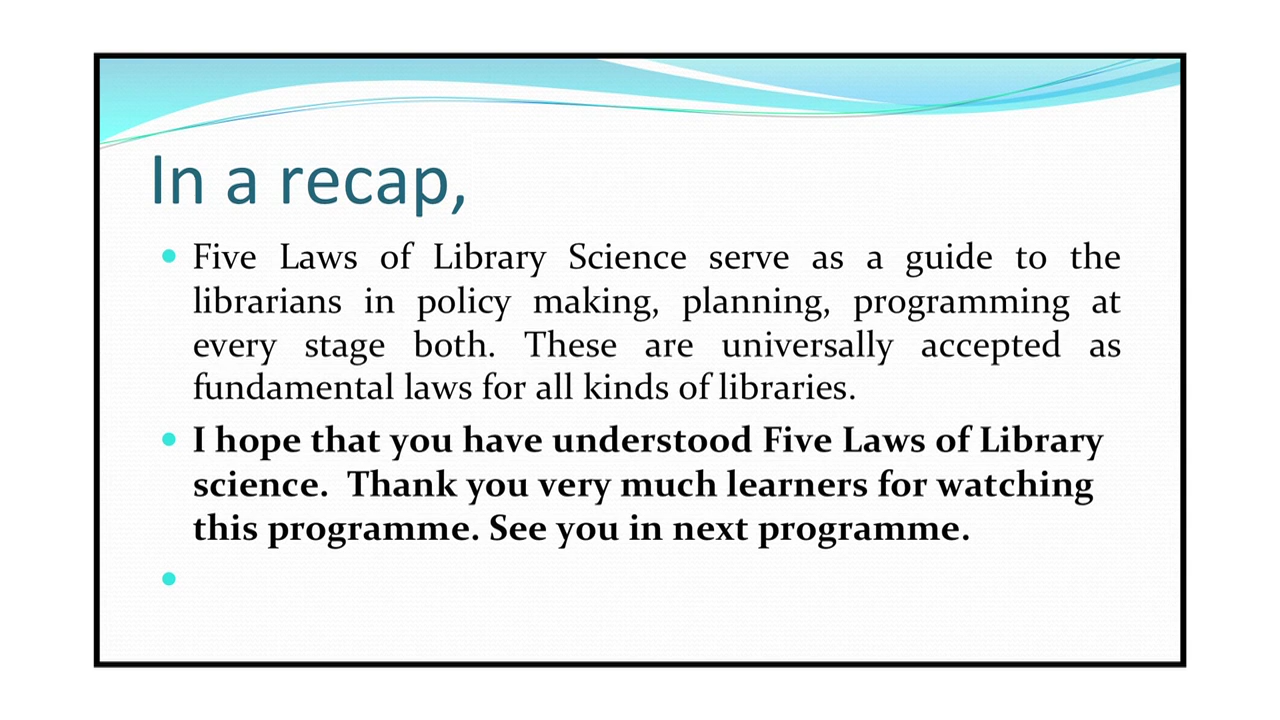 In a recap,
Five Laws of Library Science serve as a guide to the
librarians in policy making, planning, programming at
every stage both. These are universally accepted as
fundamental laws for all kinds of libraries.
I hope that you have understood Five Laws of Library
science.  Thank you very much learners for watching
this programme. See you in next programme.